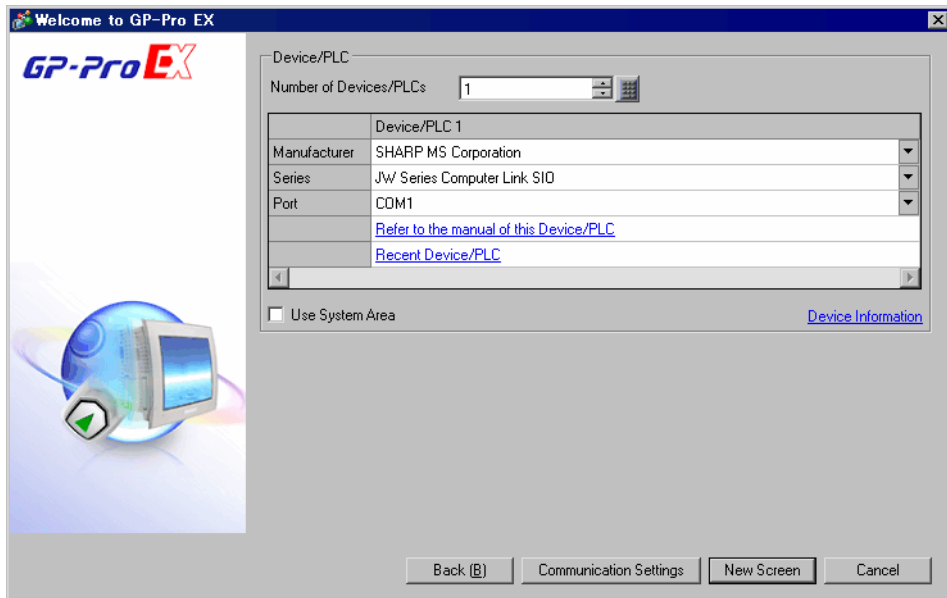 Welcome to GP-Pro EX
GP-Pro EX
Device/PLC
Number of Devices/PLCs 1
Device/PLC 1
Manufacturer SHARP MS Corporation
Series JW Series Computer Link SIO
Port COM1
Refer to the manual of this Device/PLC
Recent Device/PLC
Use System Area Device Information
Back (B) Communication Settings New Screen Cancel